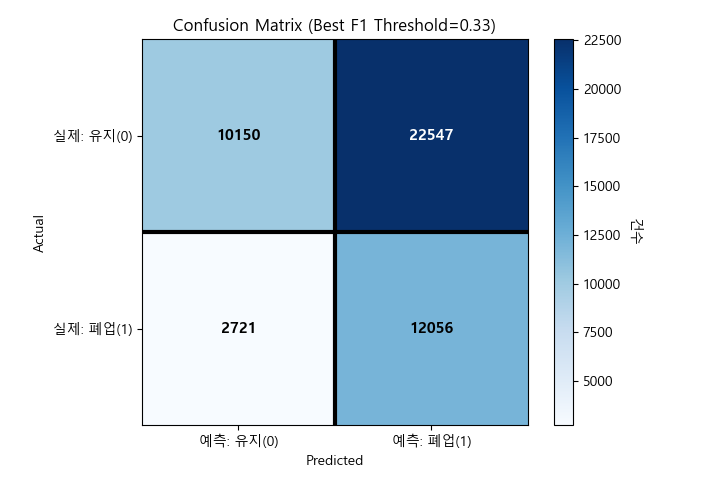 Confusion Matrix (Best F1 Threshold=0.33)
실제: 유지(0)
10150
22547
실제: 폐업(1)
2721
12056
Actual
예측: 유지(0)
예측: 폐업(1)
Predicted
22500
20000
17500
15000
12500
10000
7500
5000
건수